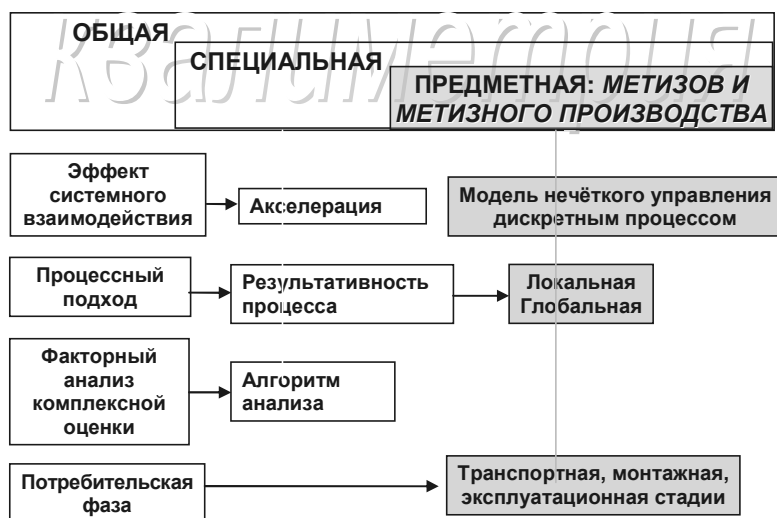 квалиметрия
ОБЩАЯ
СПЕЦИАЛЬНАЯ
ПРЕДМЕТНАЯ: МЕТИЗОВ И
МЕТИЗНОГО ПРОИЗВОДСТВА
Эффект
системного
взаимодействия
Акселерация
Модель нечёткого управления
дискретным процессом
Процессный
подход
Результативность
процесса
Локальная
Глобальная
Факторный
анализ
комплексной
оценки
Алгоритм
анализа
Потребительская
фаза
Транспортная, монтажная,
эксплуатационная стадии